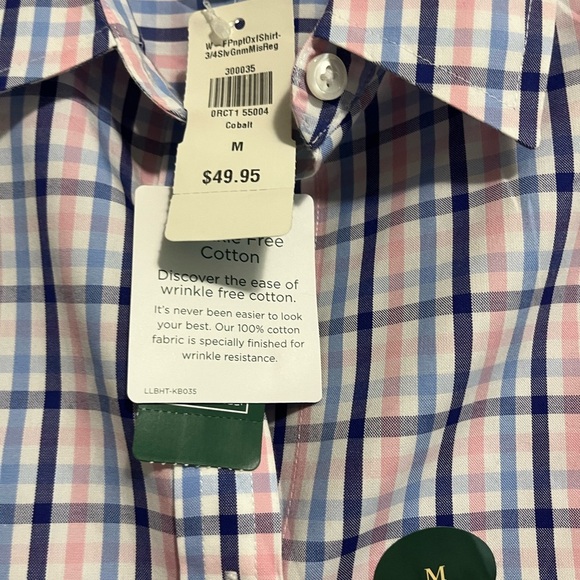 W - FPnptOxfShirt-
3/4SlvGnmMisReg
300035
0RCT1 55004
Cobalt
M
$49.95
Free
Cotton
Discover the ease of
wrinkle free cotton.
It's never been easier to look
your best. Our 100% cotton
fabric is specially finished for
wrinkle resistance.
LLBHT-KB035
M